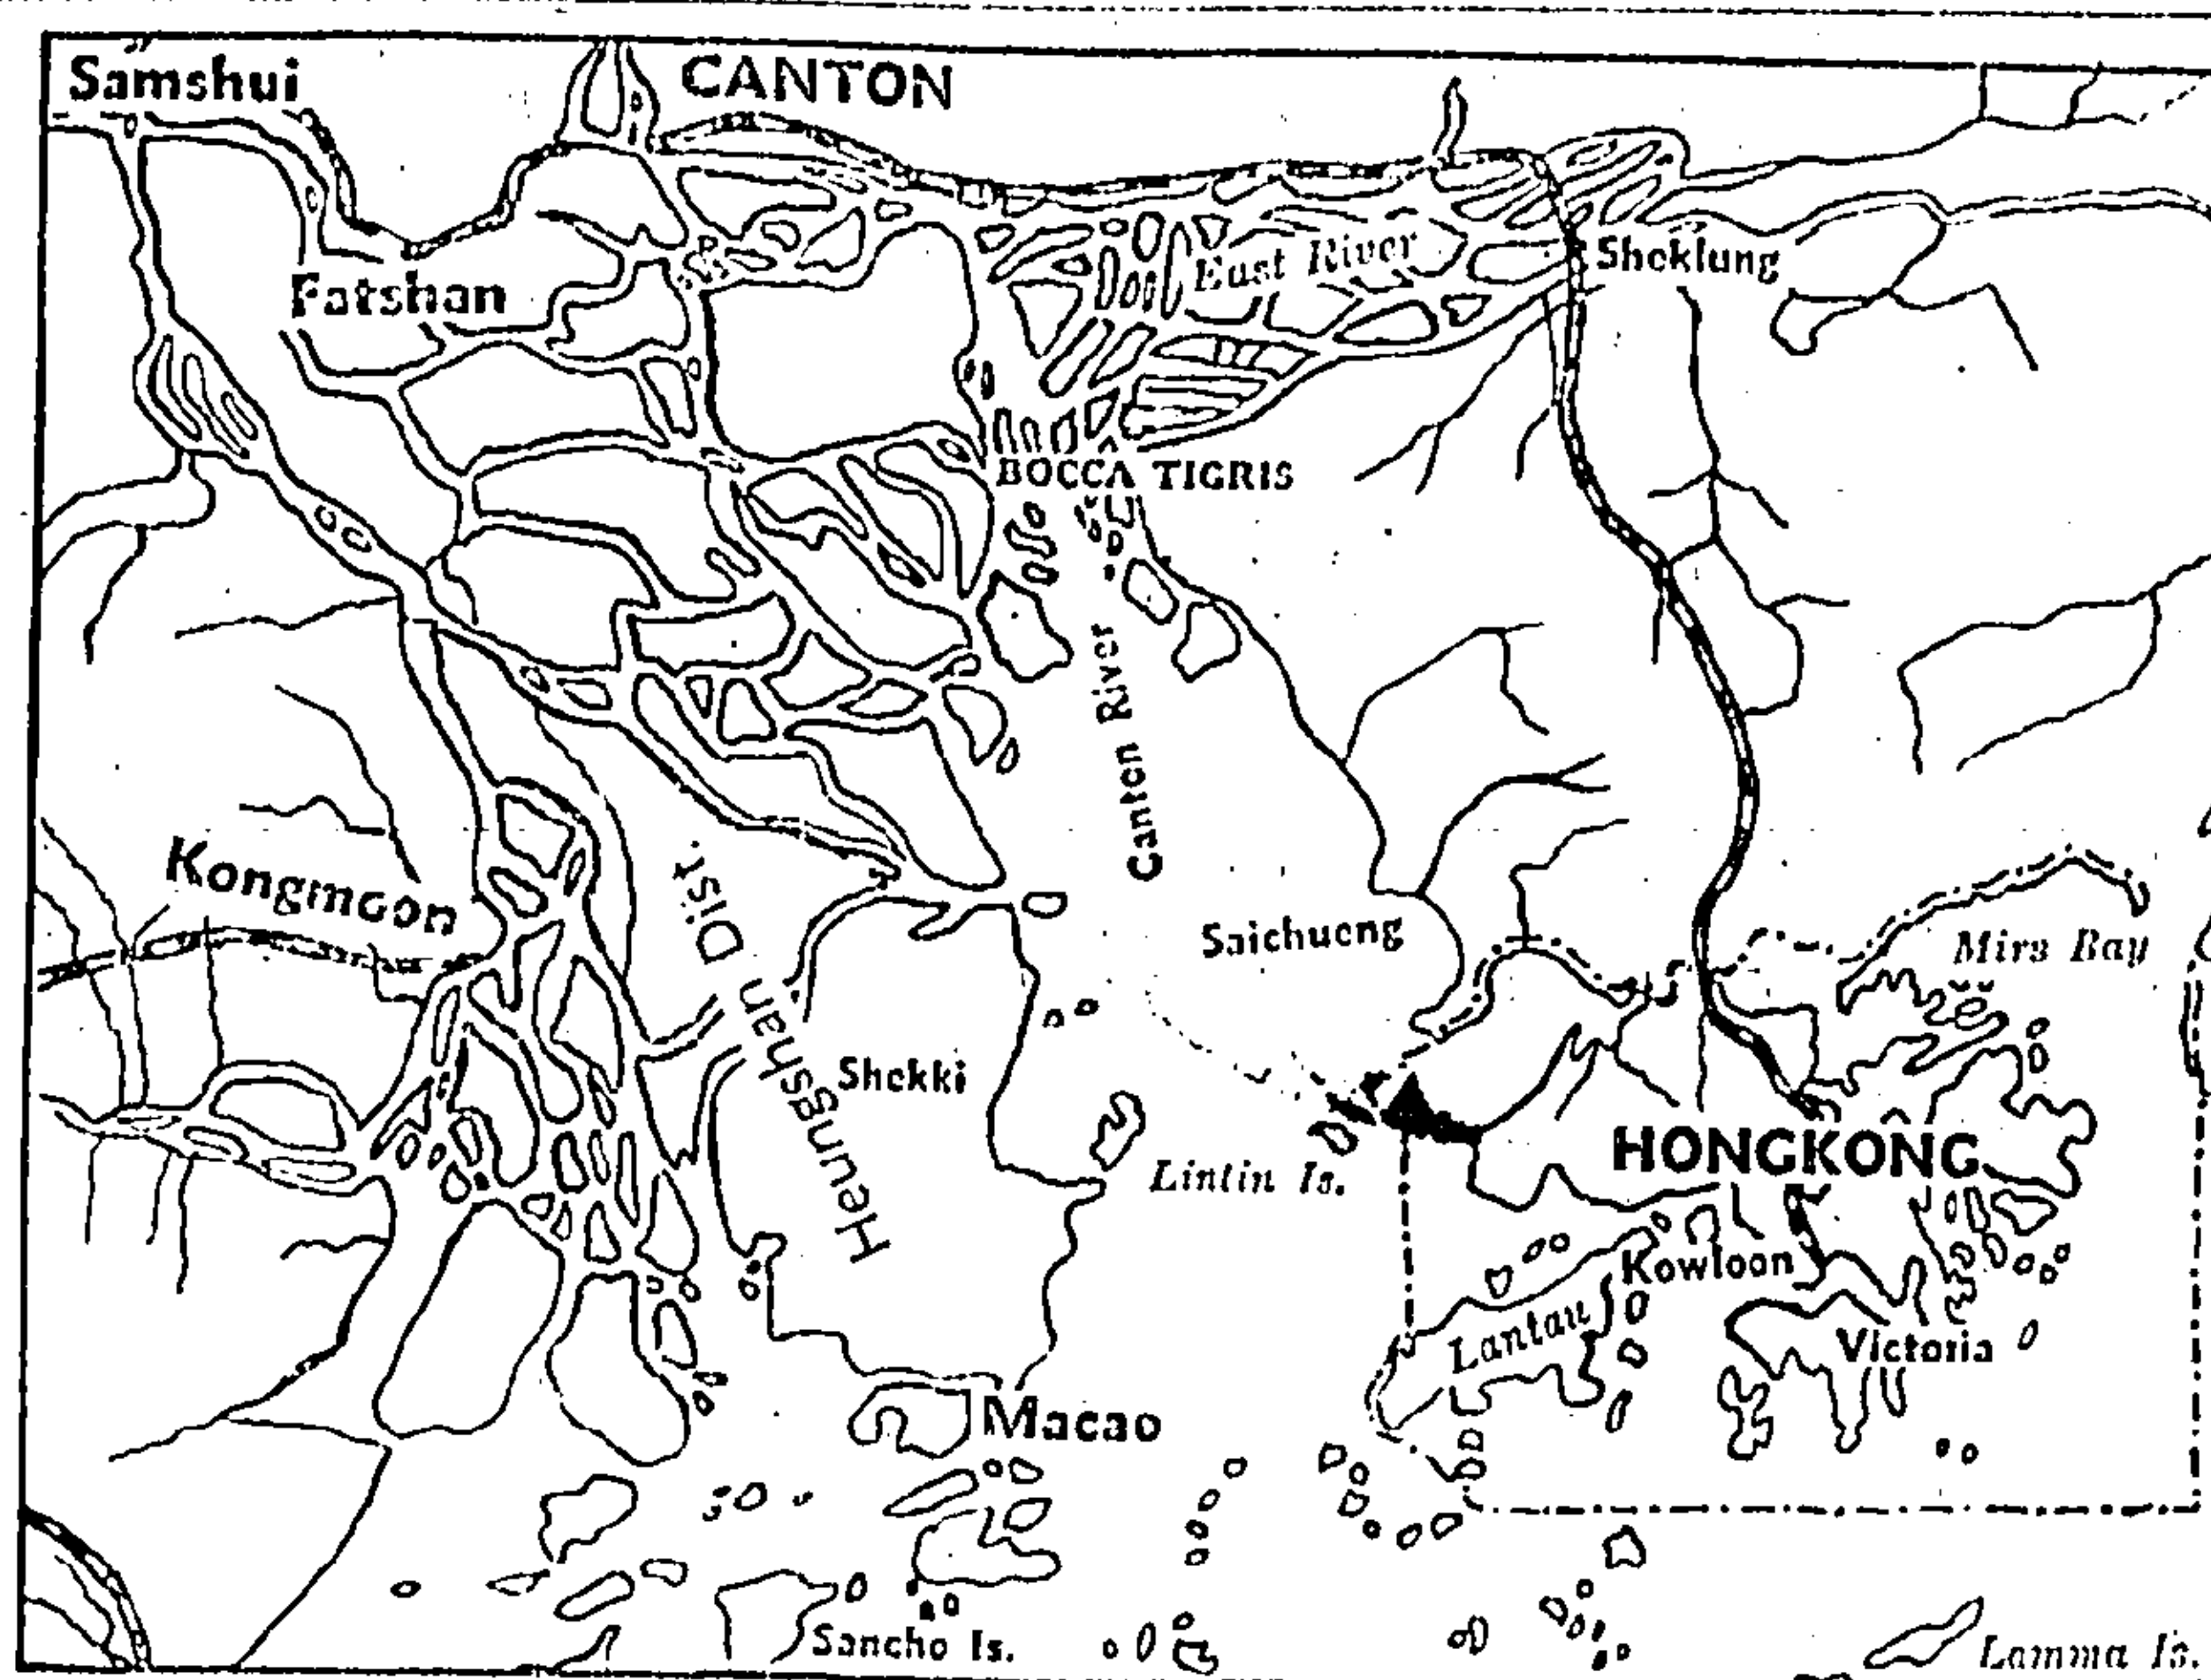 Samshui
CANTON
East River
Sheklung
Fatshan
BOCCA TIGRIS
Canton River
Kongmoon
Heungshan Dist.
Saichueng
Mirs Bay
Shekki
Lintin Is.
HONGKONG
Kowloon
Lantau
Victoria
Macao
Sancho Is.
Lamma Is.